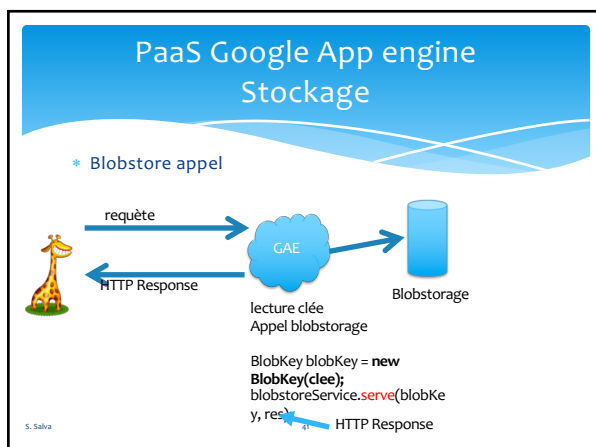 PaaS Google App engine
Stockage
* Blobstore appel
requète
GAE
HTTP Response
Blobstorage
lecture clée
Appel blobstorage
BlobKey blobKey = new
BlobKey(clee);
blobstoreService.serve(blobKe
y, res)
HTTP Response
S. Salva
41